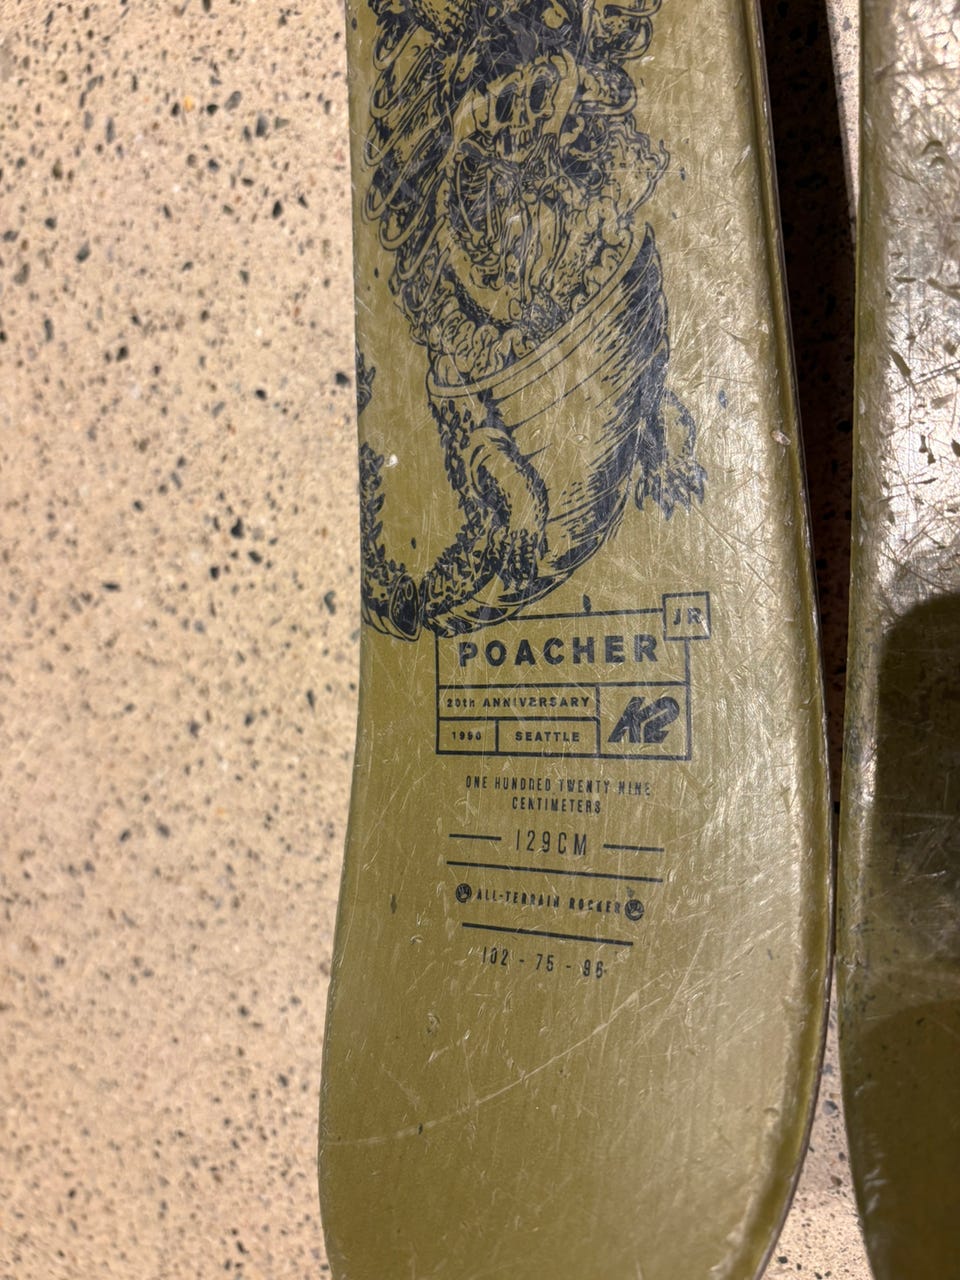 JR
POACHER
20th ANNIVERSARY
K2
1990 SEATTLE
ONE HUNDRED TWENTY NINE
CENTIMETERS
129CM
ALL-TERRAIN ROCKER
102 - 75 - 96